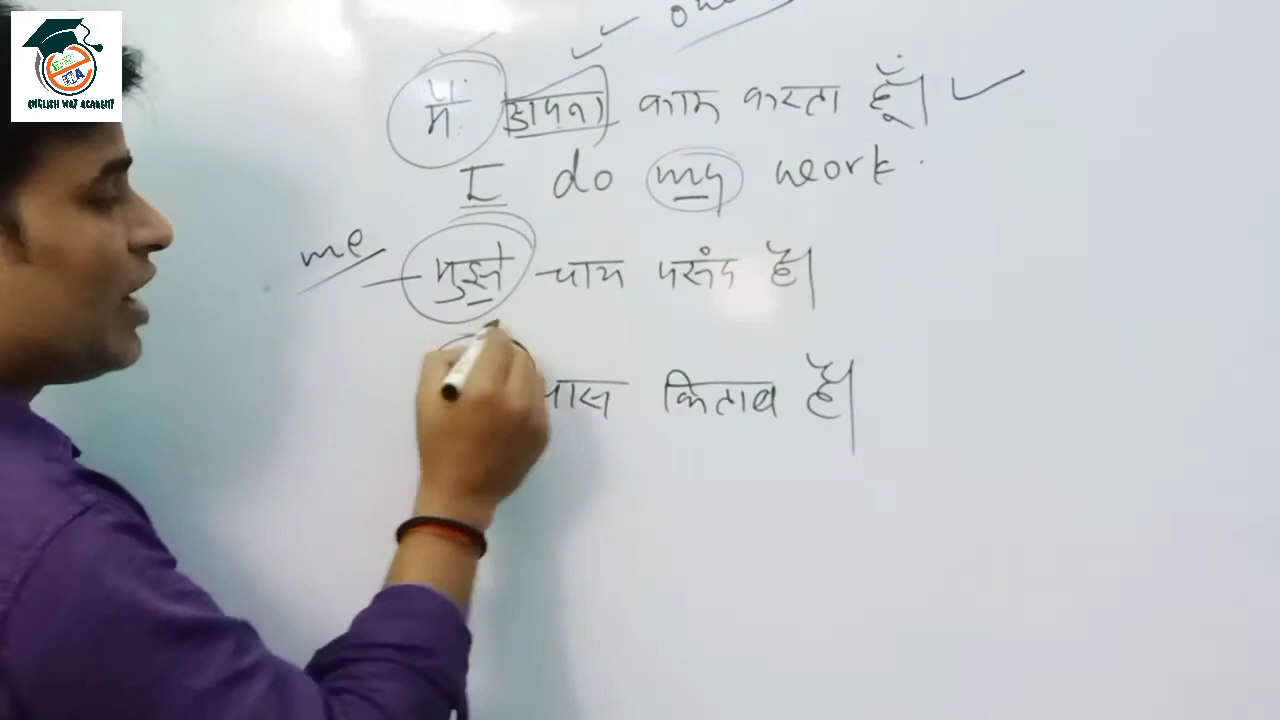 ENGLISH WAY ACADEMY
मैं अपना काम करता हूँ।
I do my work.
me
मुझे चाय पसंद है।
पास किताब है।